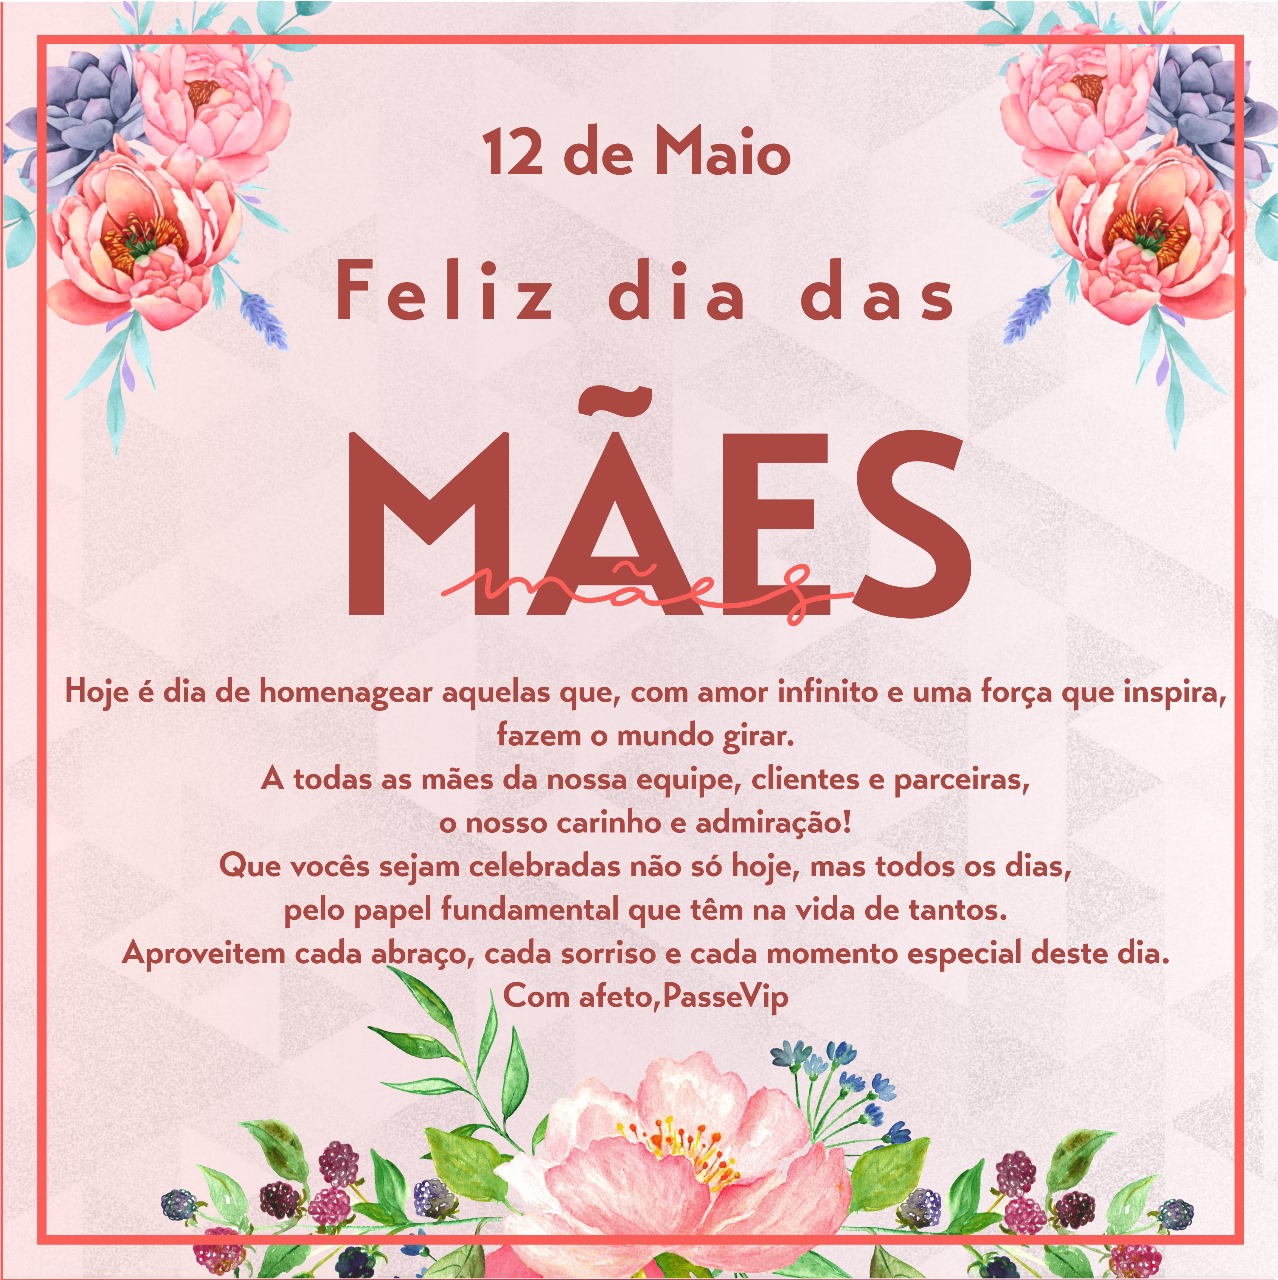 12 de Maio
Feliz dia das
MÃES
mães
Hoje é dia de homenagear aquelas que, com amor infinito e uma força que inspira,
fazem o mundo girar.
A todas as mães da nossa equipe, clientes e parceiras,
o nosso carinho e admiração!
Que vocês sejam celebradas não só hoje, mas todos os dias,
pelo papel fundamental que têm na vida de tantos.
Aproveitem cada abraço, cada sorriso e cada momento especial deste dia.
Com afeto,PasseVip